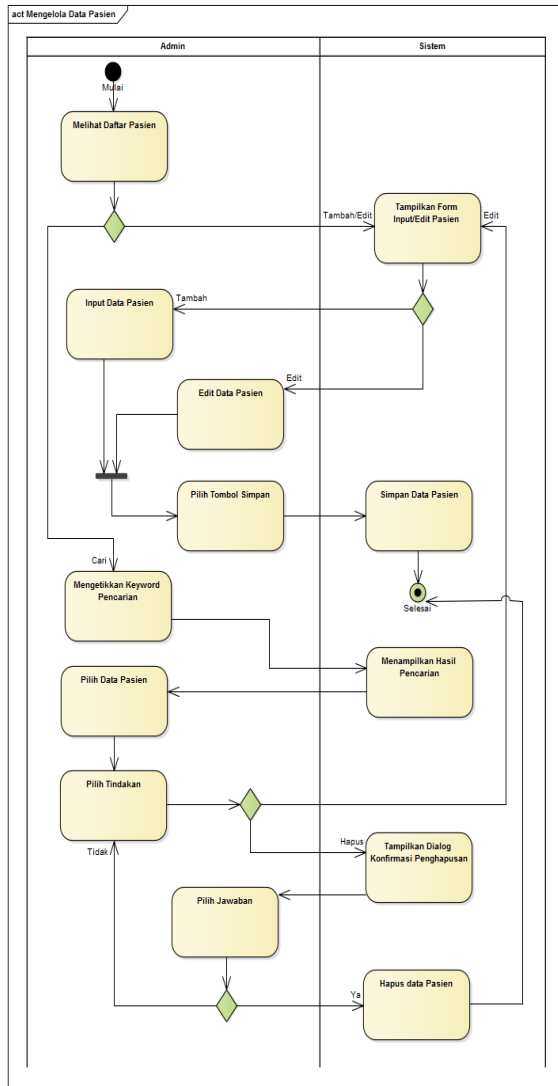 act Mengelola Data Pasien
Admin
Sistem
Mulai
Melihat Daftar Pasien
Tambah/Edit
Tampilkan Form
Input/Edit Pasien
Edit
Input Data Pasien
Tambah
Edit
Edit Data Pasien
Pilih Tombol Simpan
Simpan Data Pasien
Cari
Mengetikkan Keyword
Pencarian
Selesai
Menampilkan Hasil
Pencarian
Pilih Data Pasien
Pilih Tindakan
Tidak
Hapus
Tampilkan Dialog
Konfirmasi Penghapusan
Pilih Jawaban
Ya
Hapus data Pasien